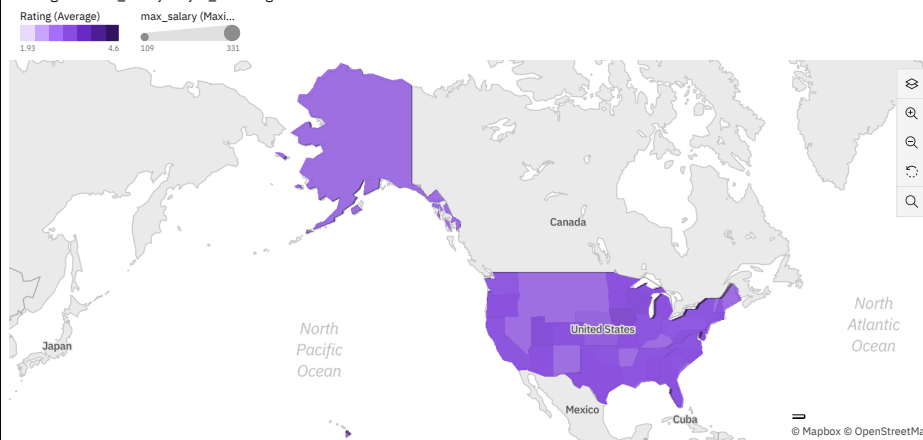 Rating (Average)
max_salary (Maxi...
1.93
4.6
109
331
Canada
United States
North
Pacific
Ocean
North
Atlantic
Ocean
Japan
Mexico
Cuba
© Mapbox © OpenStreetMa